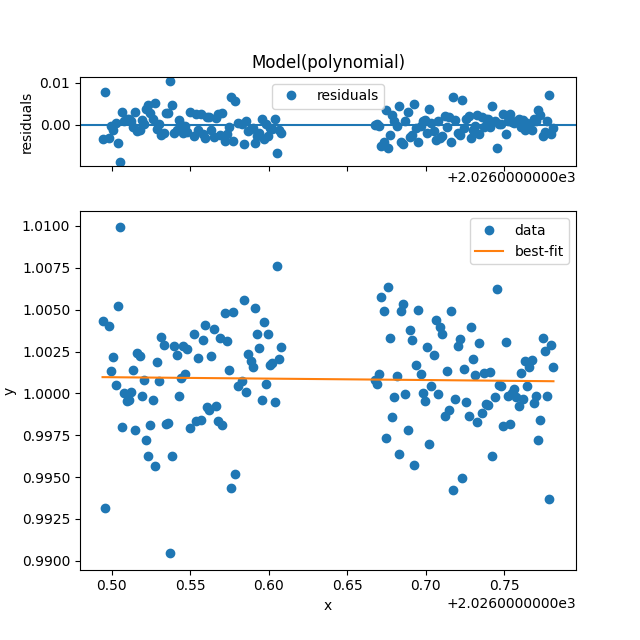 Model(polynomial)
0.01
0.00
residuals
residuals
+2.0260000000e3
1.0100
1.0075
1.0050
1.0025
1.0000
0.9975
0.9950
0.9925
0.9900
y
data
best-fit
0.50 0.55 0.60 0.65 0.70 0.75
x
+2.0260000000e3